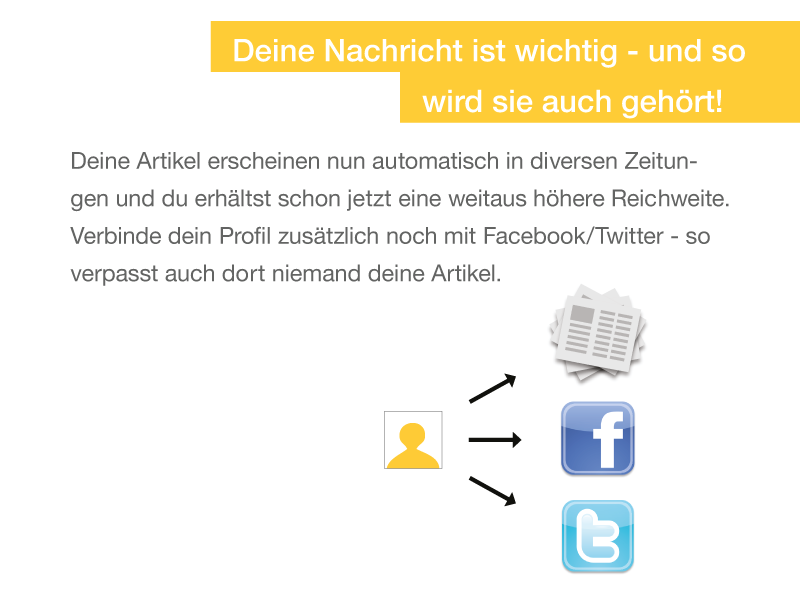 Deine Nachricht ist wichtig - und so
wird sie auch gehört!
Deine Artikel erscheinen nun automatisch in diversen Zeitun-
gen und du erhältst schon jetzt eine weitaus höhere Reichweite.
Verbinde dein Profil zusätzlich noch mit Facebook/Twitter - so
verpasst auch dort niemand deine Artikel.